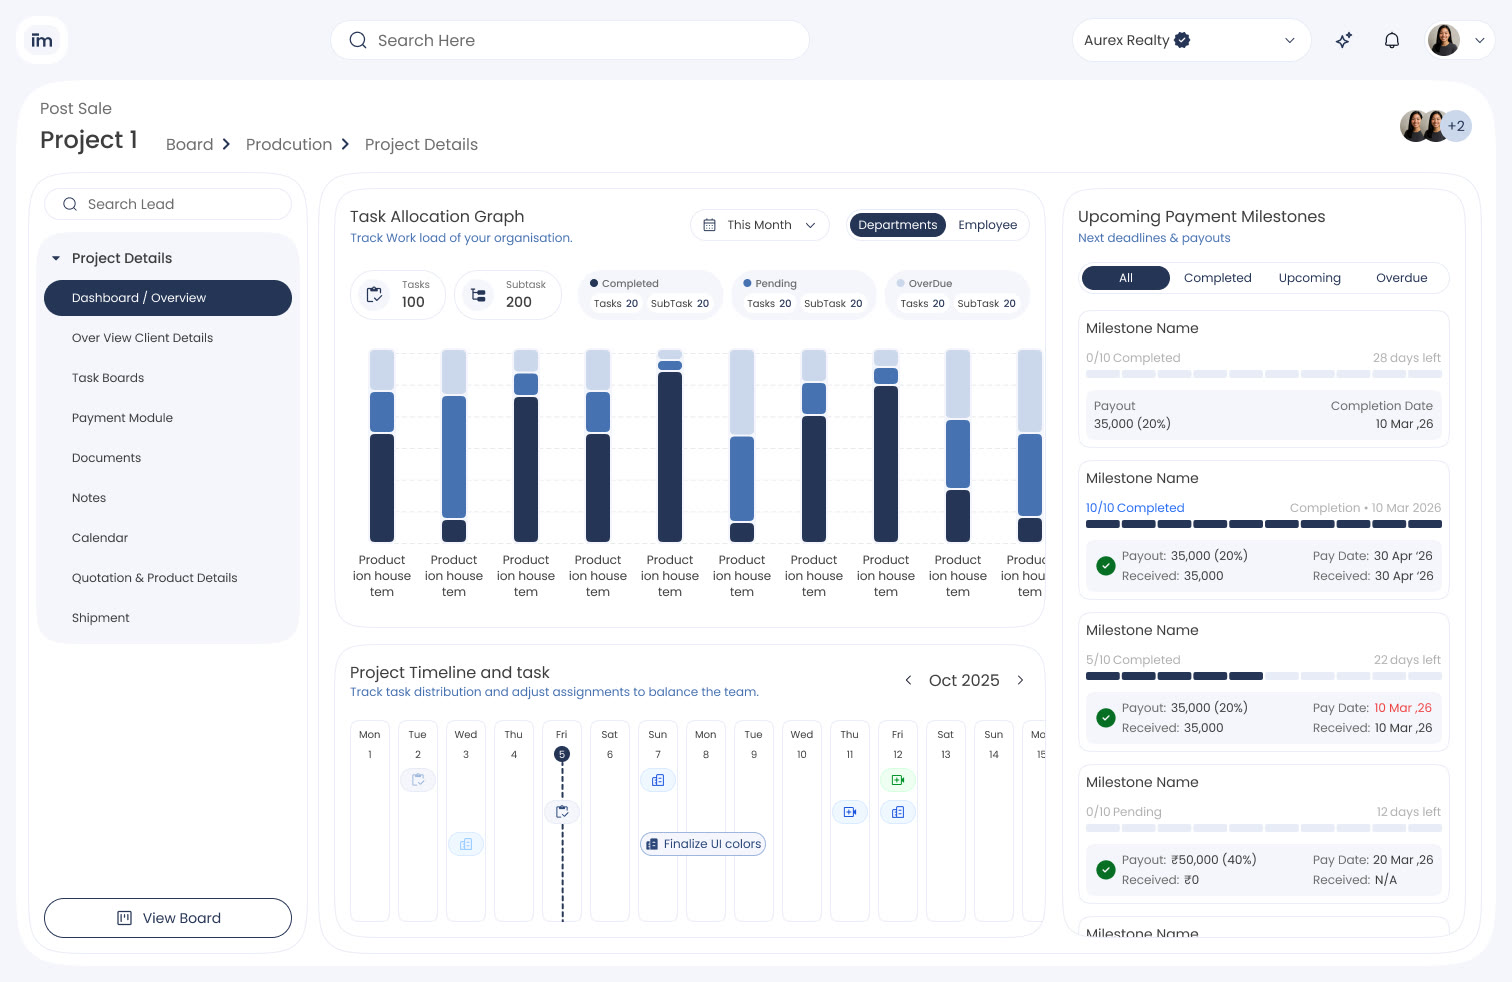 im
Search Here
Aurex Realty
Post Sale
Project 1
Board
Prodcution
Project Details
+2
Search Lead
Project Details
Dashboard / Overview
Over View Client Details
Task Boards
Payment Module
Documents
Notes
Calendar
Quotation & Product Details
Shipment
View Board
Task Allocation Graph
Track Work load of your organisation.
This Month
Departments
Employee
Tasks
100
Subtask
200
Completed
Tasks 20 SubTask 20
Pending
Tasks 20 SubTask 20
OverDue
Tasks 20 SubTask 20
Product
ion house
tem
Product
ion house
tem
Product
ion house
tem
Product
ion house
tem
Product
ion house
tem
Product
ion house
tem
Product
ion house
tem
Product
ion house
tem
Product
ion house
tem
Produc
ion hou
tem
Project Timeline and task
Track task distribution and adjust assignments to balance the team.
Oct 2025
Mon
1
Tue
2
Wed
3
Thu
4
Fri
5
Sat
6
Sun
7
Mon
8
Tue
9
Wed
10
Thu
11
Fri
12
Sat
13
Sun
14
Mo
15
Finalize UI colors
Upcoming Payment Milestones
Next deadlines & payouts
All
Completed
Upcoming
Overdue
Milestone Name
0/10 Completed
28 days left
Payout
Completion Date
35,000 (20%)
10 Mar ,26
Milestone Name
10/10 Completed
Completion • 10 Mar 2026
Payout: 35,000 (20%)
Pay Date: 30 Apr ‘26
Received: 35,000
Received: 30 Apr ‘26
Milestone Name
5/10 Completed
22 days left
Payout: 35,000 (20%)
Pay Date: 10 Mar ,26
Received: 35,000
Received: 10 Mar ,26
Milestone Name
0/10 Pending
12 days left
Payout: ₹50,000 (40%)
Pay Date: 20 Mar ,26
Received: ₹0
Received: N/A
Milestone Name